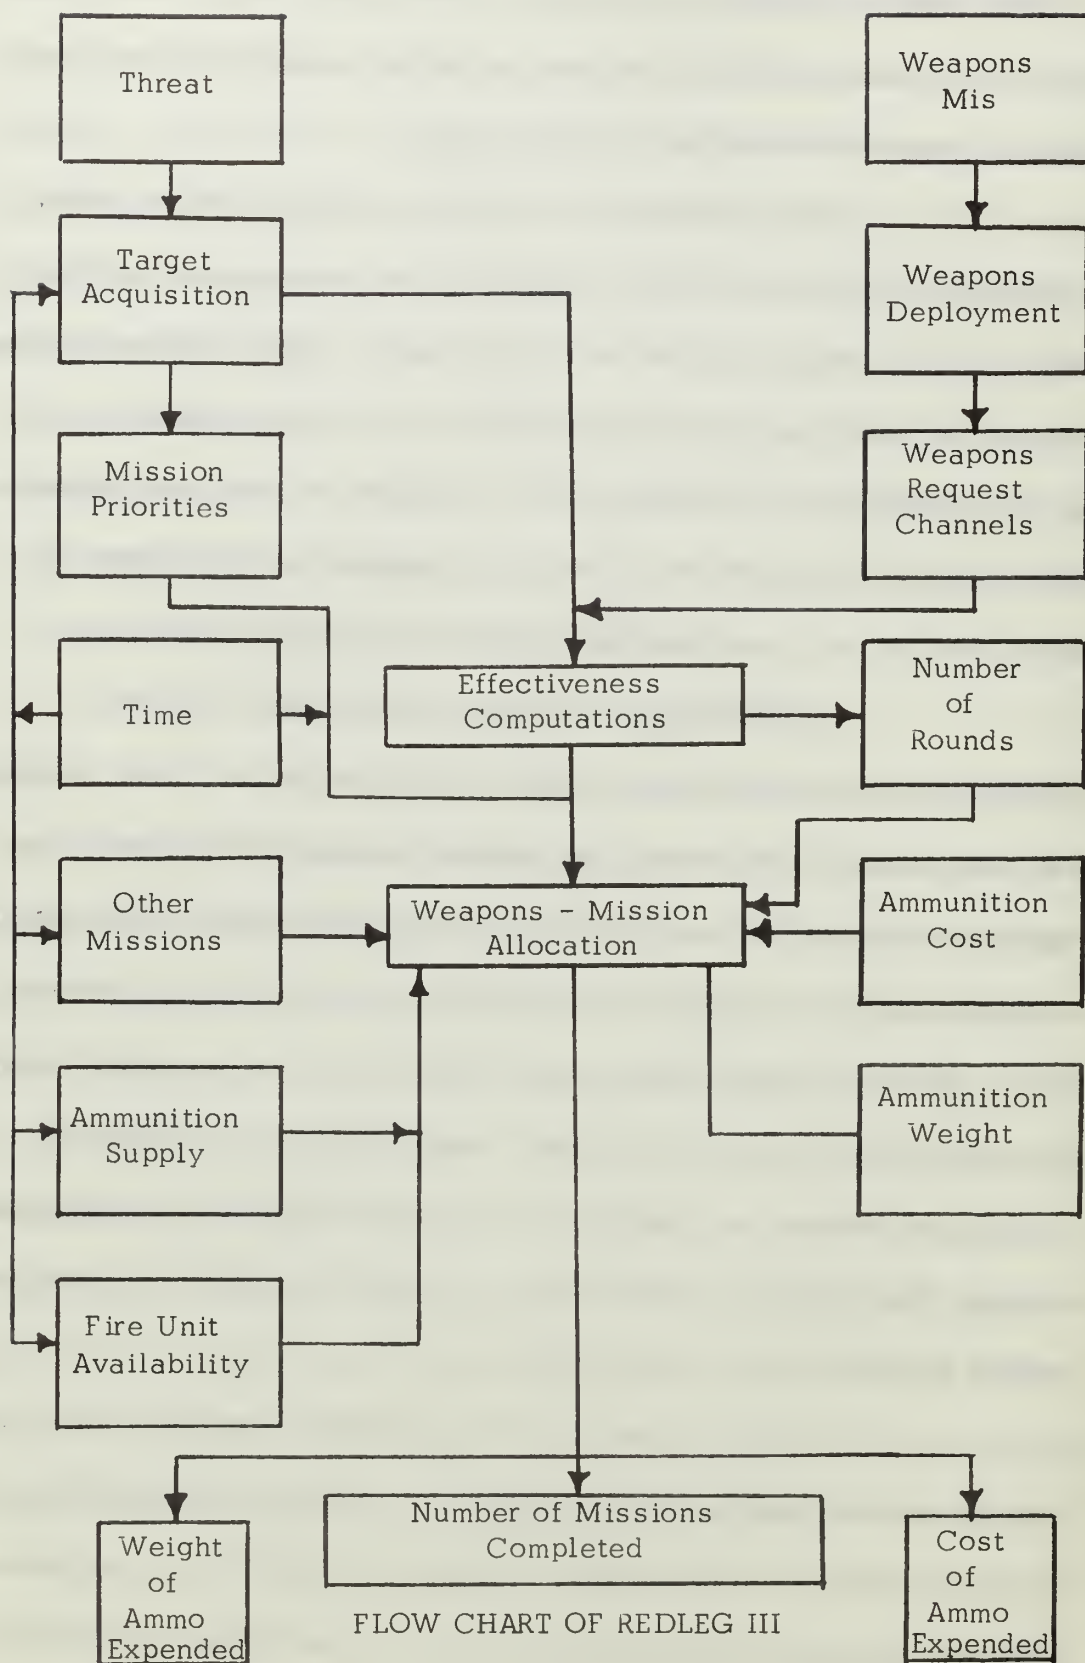 Threat
Weapons
Mis
Target
Acquisition
Weapons
Deployment
Mission
Priorities
Weapons
Request
Channels
Time
Effectiveness
Computations
Number
of
Rounds
Other
Missions
Weapons - Mission
Allocation
Ammunition
Cost
Ammunition
Supply
Ammunition
Weight
Fire Unit
Availability
Weight
of
Ammo
Expended
Number of Missions
Completed
Cost
of
Ammo
Expended
FLOW CHART OF REDLEG III